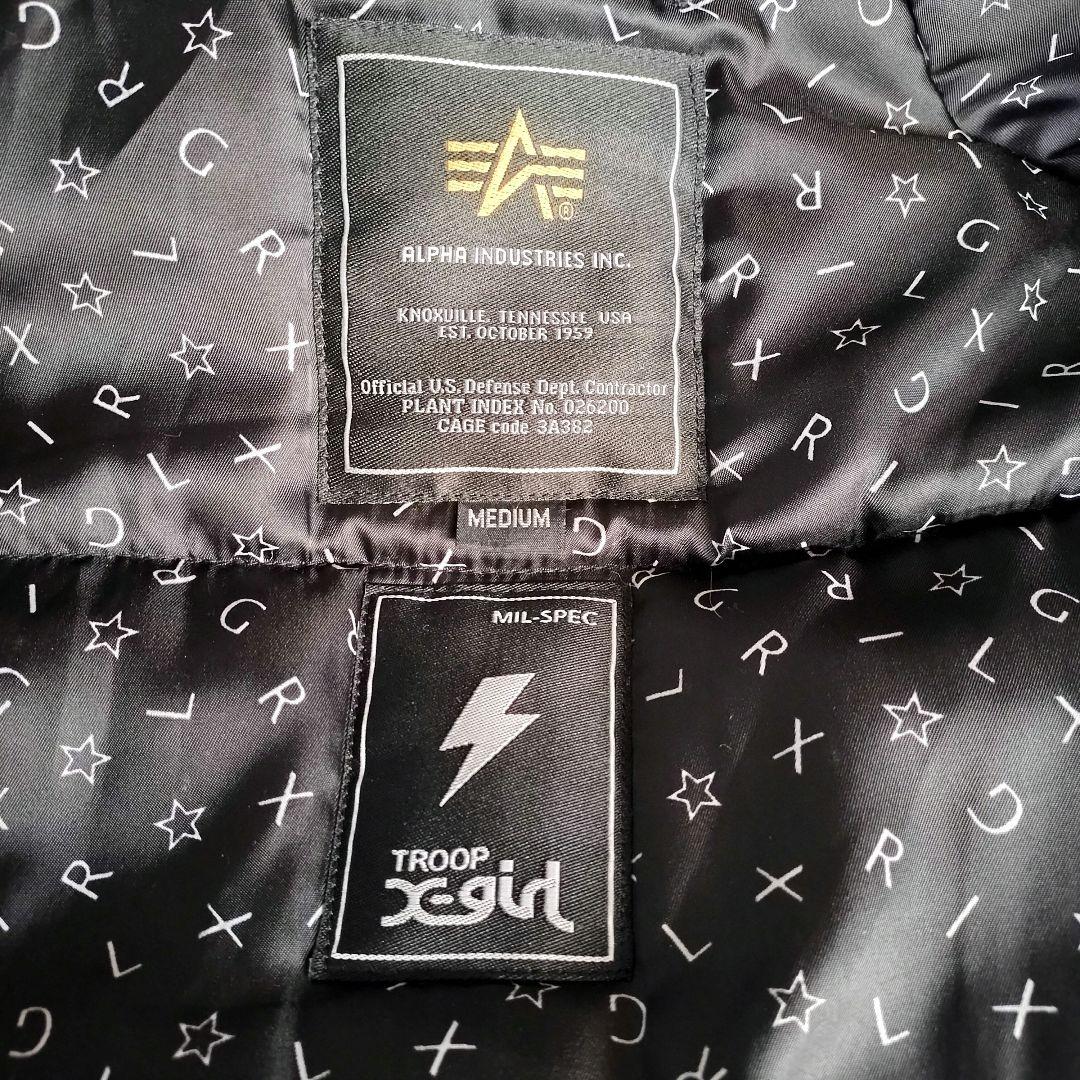 ALPHA INDUSTRIES INC.
KNOXVILLE, TENNESSEE, USA
EST. OCTOBER 1959
Official U.S. Defense Dept. Contractor
PLANT INDEX No. 026200
CAGE code 3A382
MEDIUM
MIL-SPEC
TROOP
X-girl